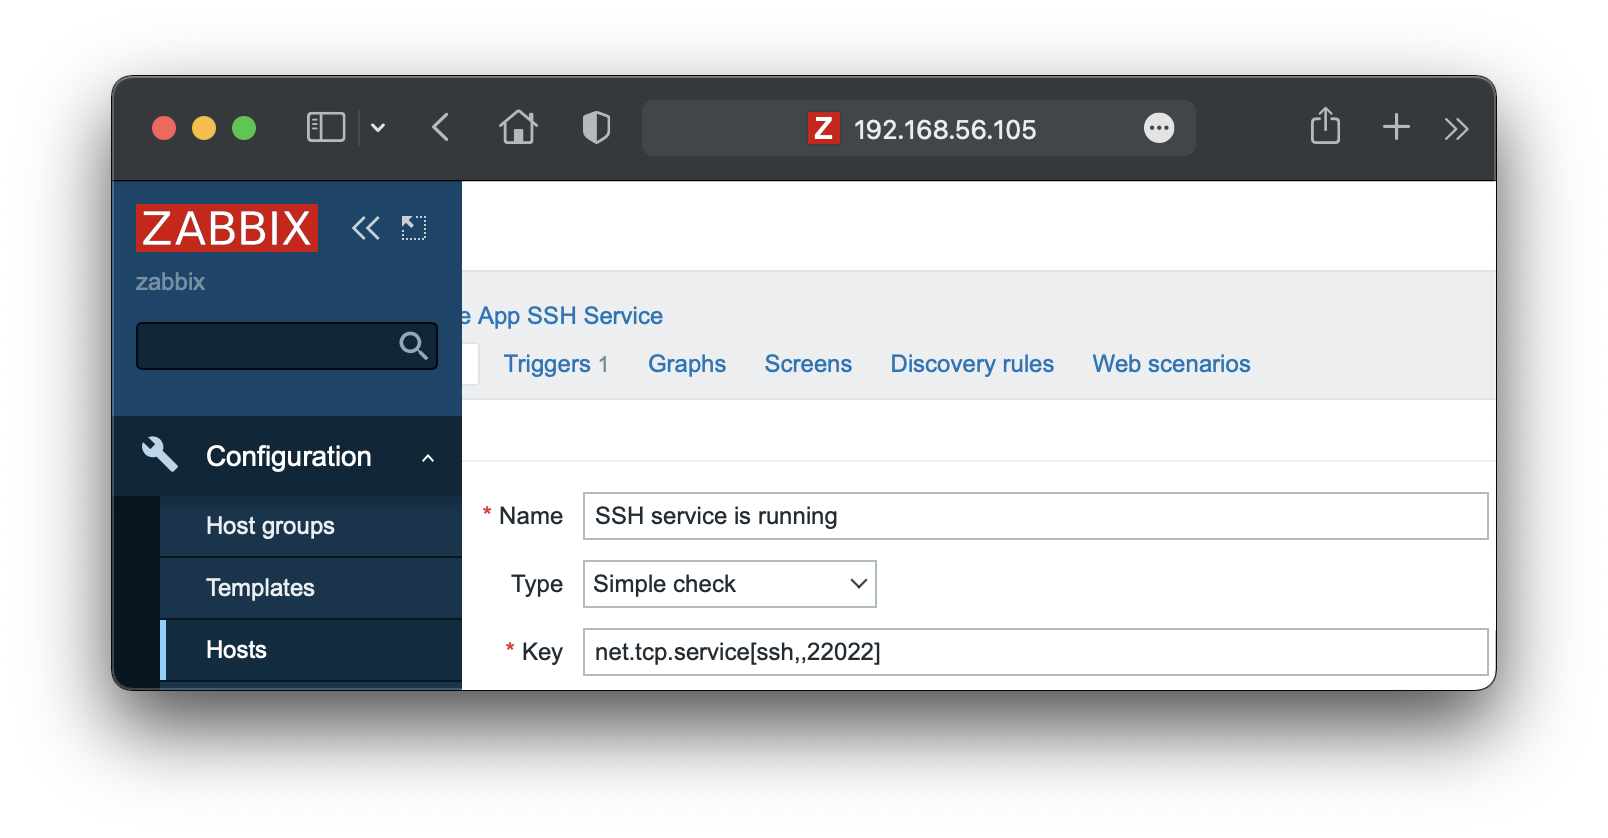 Z 192.168.56.105
ZABBIX
zabbix
e App SSH Service
Triggers 1 Graphs Screens Discovery rules Web scenarios
Configuration
Host groups
Templates
Hosts
* Name SSH service is running
Type Simple check
* Key net.tcp.service[ssh,,22022]